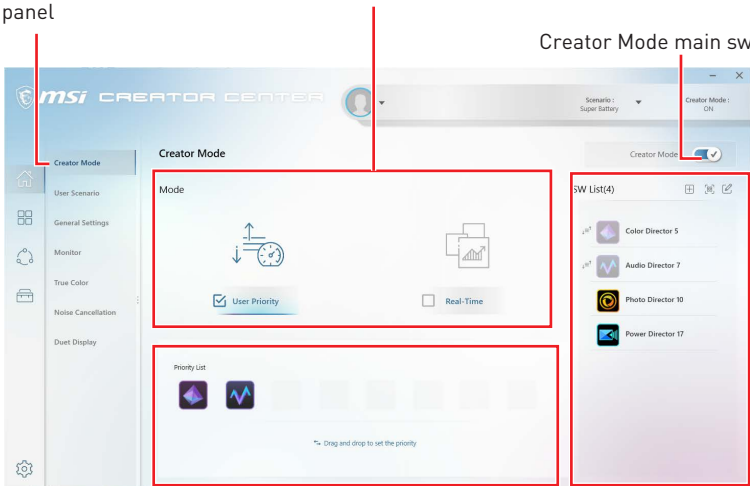 panel
Creator Mode main sw
msi CREATOR CENTER
Scenario :
Super Battery
Creator Mode :
ON
Creator Mode
Creator Mode
Creator Mode
User Scenario
General Settings
Monitor
True Color
Noise Cancellation
Duet Display
Mode
User Priority
Real-Time
Priority List
Drag and drop to set the priority
SW List(4)
Color Director 5
Audio Director 7
Photo Director 10
Power Director 17